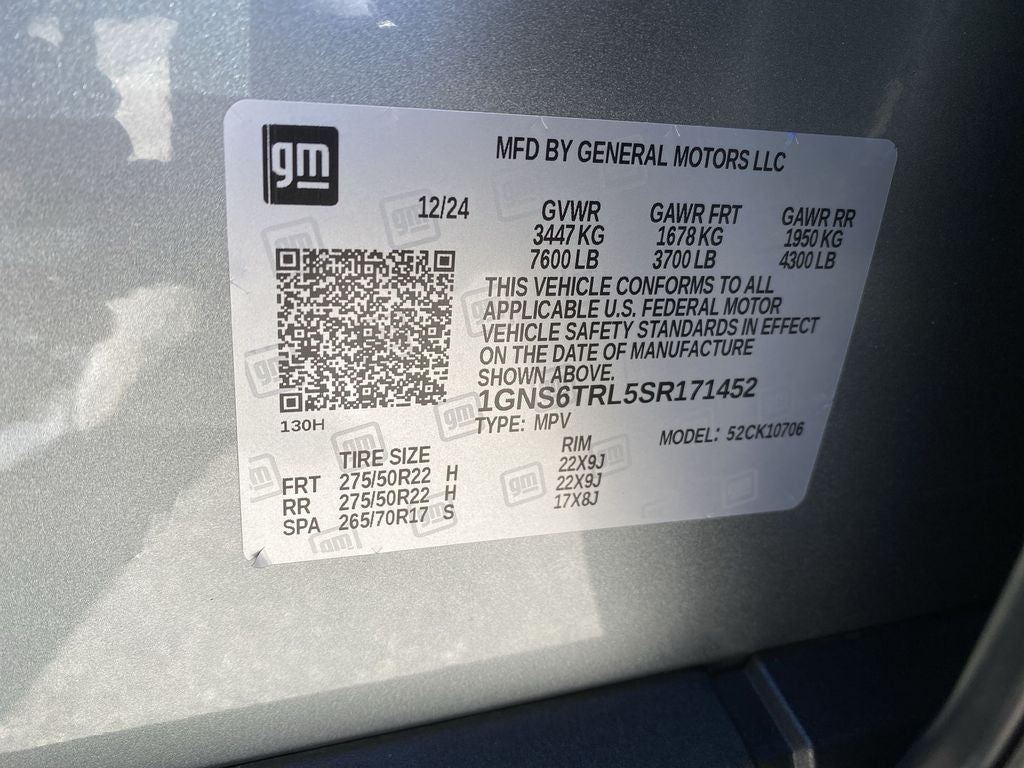 gm
MFD BY GENERAL MOTORS LLC
12/24
GVWR GAWR FRT GAWR RR
3447 KG 1678 KG 1950 KG
7600 LB 3700 LB 4300 LB
THIS VEHICLE CONFORMS TO ALL
APPLICABLE U.S. FEDERAL MOTOR
VEHICLE SAFETY STANDARDS IN EFFECT
ON THE DATE OF MANUFACTURE
SHOWN ABOVE.
1GNS6TRL5SR171452
130H
TYPE: MPV MODEL: 52CK10706
TIRE SIZE RIM
FRT 275/50R22 H 22X9J
RR 275/50R22 H 22X9J
SPA 265/70R17 S 17X8J